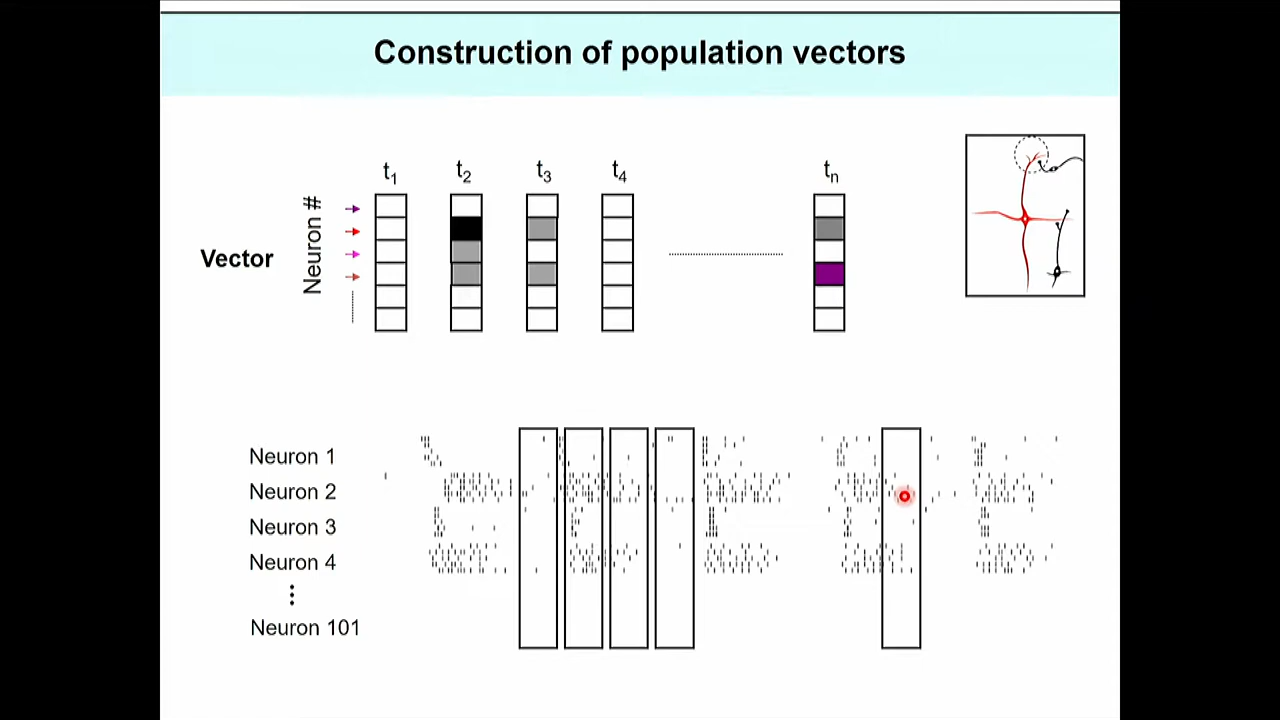 Construction of population vectors
t1 t2 t3 t4 tn
Neuron #
Vector
Neuron 1
Neuron 2
Neuron 3
Neuron 4
Neuron 101